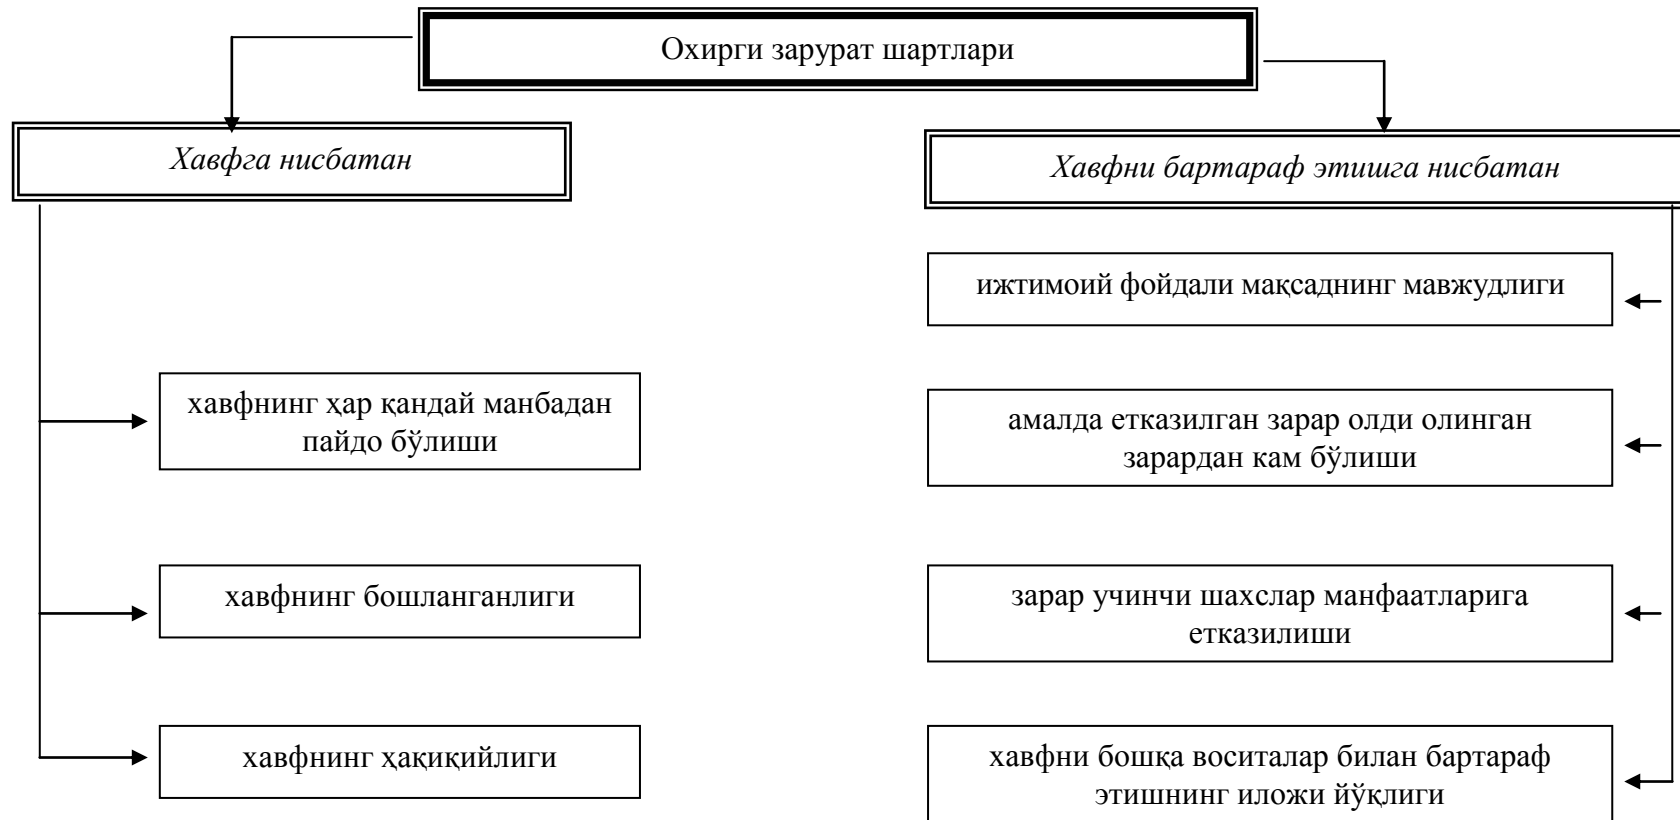 Охирги зарурат шартлари
Хавфга нисбатан
хавфнинг ҳар қандай манбадан
пайдо бўлиши
хавфнинг бошланганлиги
хавфнинг ҳақиқийлиги
Хавфни бартараф этишга нисбатан
ижтимоий фойдали мақсаднинг мавжудлиги
амалда етказилган зарар олди олинган
зарардан кам бўлиши
зарар учинчи шахслар манфаатларига
етказилиши
хавфни бошқа воситалар билан бартараф
этишнинг иложи йўқлиги